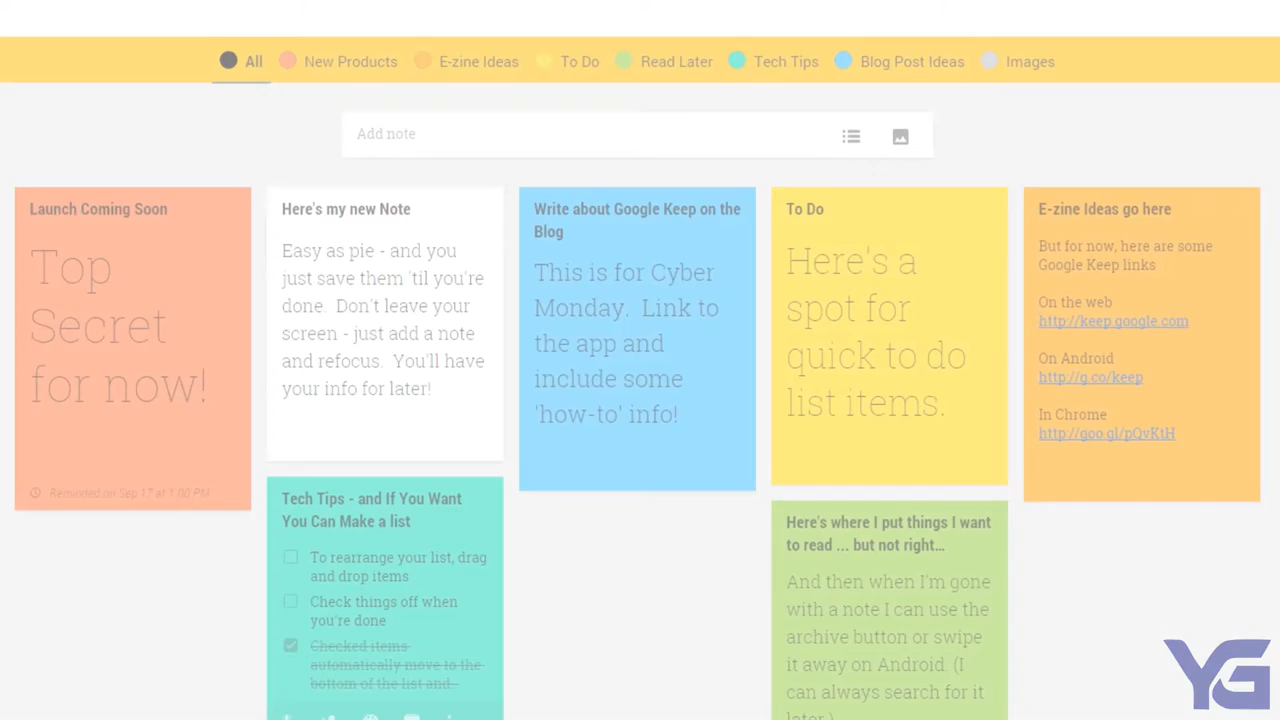 All
New Products
E-zine Ideas
To Do
Read Later
Tech Tips
Blog Post Ideas
Images
Add note
Launch Coming Soon
Top
Secret
for now!
Reminded on Sep 17 at 1:00 PM
Here's my new Note
Easy as pie - and you
just save them 'til you're
done. Don't leave your
screen - just add a note
and refocus. You'll have
your info for later!
Tech Tips - and If You Want
You Can Make a list
To rearrange your list, drag
and drop items
Check things off when
you're done
Checked items
automatically move to the
bottom of the list and
Write about Google Keep on the
Blog
This is for Cyber
Monday. Link to
the app and
include some
'how-to' info!
To Do
Here's a
spot for
quick to do
list items.
Here's where I put things I want
to read ... but not right...
And then when I'm gone
with a note I can use the
archive button or swipe
it away on Android. (I
can always search for it
later.)
E-zine Ideas go here
But for now, here are some
Google Keep links
On the web
http://keep.google.com
On Android
http://g.co/keep
In Chrome
http://goo.gl/pQvKtH
YG